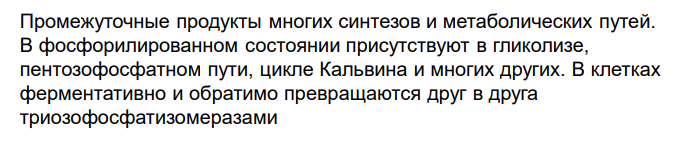 Промежуточные продукты многих синтезов и метаболических путей.
В фосфорилированном состоянии присутствуют в гликолизе,
пентозофосфатном пути, цикле Кальвина и многих других. В клетках
ферментативно и обратимо превращаются друг в друга
триозофосфатизомеразами